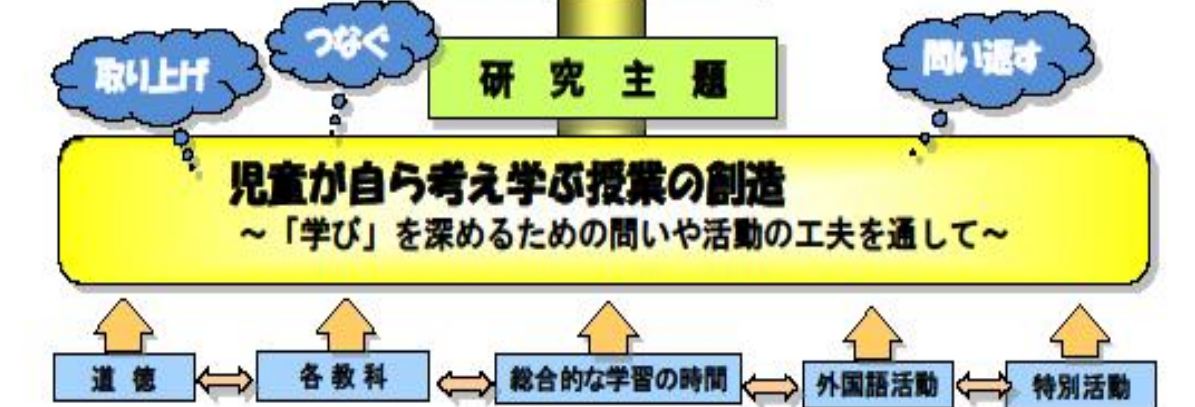 つなぐ
取り上げ
問い返す
研究主題
児童が自ら考え学ぶ授業の創造
～「学び」を深めるための問いや活動の工夫を通して～
道徳
各教科
総合的な学習の時間
外国語活動
特別活動